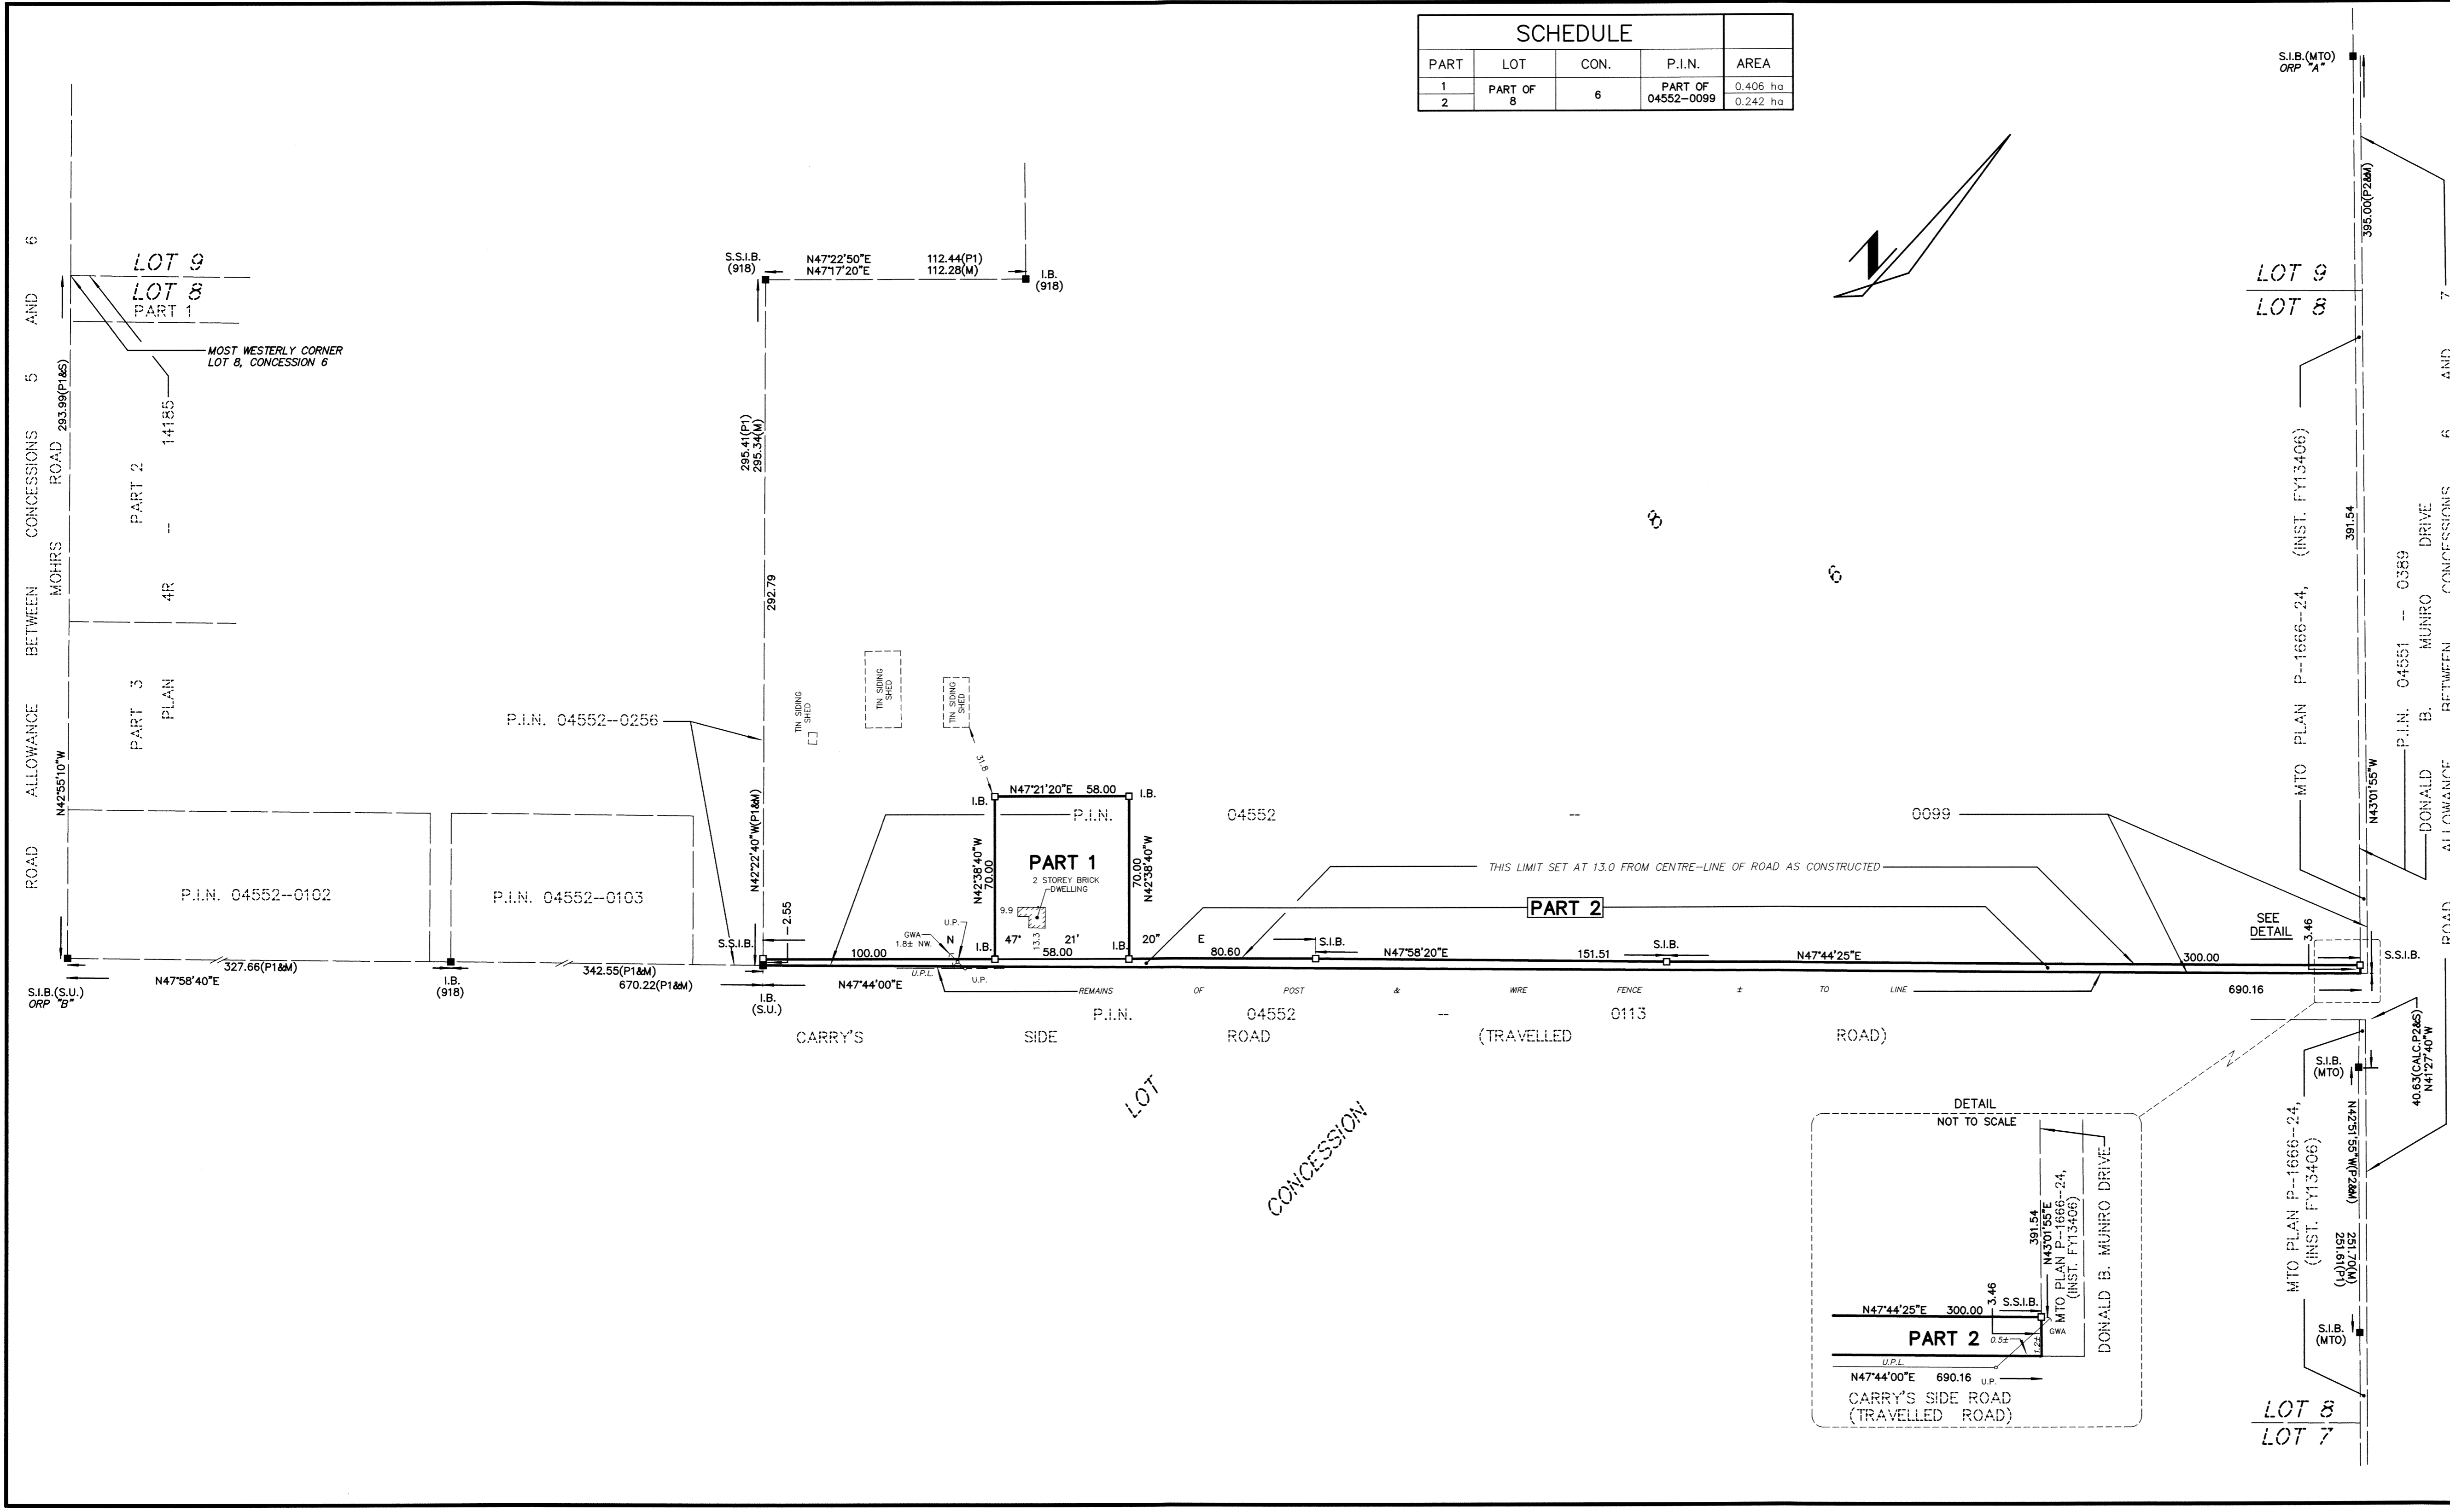 SCHEDULE
PART LOT CON. P.I.N. AREA
1 PART OF 8 6 PART OF 04552-0099 0.406 ha
2 0.242 ha
S.I.B.(MTO)
ORP "A"
395.00(P2&M)
LOT 9
LOT 8
PART 1
MOST WESTERLY CORNER
LOT 8, CONCESSION 6
ROAD ALLOWANCE BETWEEN CONCESSIONS 5 AND 6
MOHRS ROAD
293.99(P1&S)
N42°55'10"W
PART 2
PART 3
PLAN 4R -- 14185
S.S.I.B.
(918)
N47°22'50"E 112.44(P1)
N47°17'20"E 112.28(M)
I.B.
(918)
295.41(P1)
295.34(M)
292.79
N42°22'40"W(P1&M)
LOT 9
LOT 8
MTO PLAN P--1666--24, (INST. FY13406)
391.54
N43°01'55"W
P.I.N. 04551 -- 0389
DONALD B. MUNRO DRIVE
ROAD ALLOWANCE BETWEEN CONCESSIONS 6 AND 7
8
6
TIN SIDING
SHED
TIN SIDING
SHED
TIN SIDING
SHED
31.8
P.I.N. 04552--0256
P.I.N. 04552--0102
P.I.N. 04552--0103
I.B.
N47°21'20"E 58.00
I.B.
P.I.N. 04552 -- 0099
N42°38'40"W
70.00
PART 1
2 STOREY BRICK
DWELLING
9.9
13.3
70.00
N42°38'40"W
THIS LIMIT SET AT 13.0 FROM CENTRE-LINE OF ROAD AS CONSTRUCTED
PART 2
SEE
DETAIL
3.46
S.S.I.B.
2.55
S.S.I.B.
GWA
1.8± NW.
U.P.
N 47° 21' 20" E
I.B.
I.B.
100.00
58.00
80.60
S.I.B.
N47°58'20"E
151.51
S.I.B.
N47°44'25"E
300.00
U.P.L.
U.P.
S.I.B.(S.U.)
ORP "B"
N47°58'40"E
327.66(P1&M)
I.B.
(918)
342.55(P1&M)
670.22(P1&M)
I.B.
(S.U.)
N47°44'00"E
REMAINS OF POST & WIRE FENCE ± TO LINE
690.16
P.I.N. 04552 -- 0113
CARRY'S SIDE ROAD (TRAVELLED ROAD)
LOT
CONCESSION
40.63(CALC.P2&S)
N41°27'40"W
S.I.B.
(MTO)
N42°51'55"W(P2&M)
251.70(M)
251.61(P1)
MTO PLAN P--1666--24,
(INST. FY13406)
S.I.B.
(MTO)
LOT 8
LOT 7
DETAIL
NOT TO SCALE
391.54
N43°01'55"E
MTO PLAN P--1666--24,
(INST. FY13406)
DONALD B. MUNRO DRIVE
N47°44'25"E 300.00
3.46
S.S.I.B.
GWA
PART 2
0.5±
1.2±
U.P.L.
N47°44'00"E 690.16
U.P.
CARRY'S SIDE ROAD
(TRAVELLED ROAD)